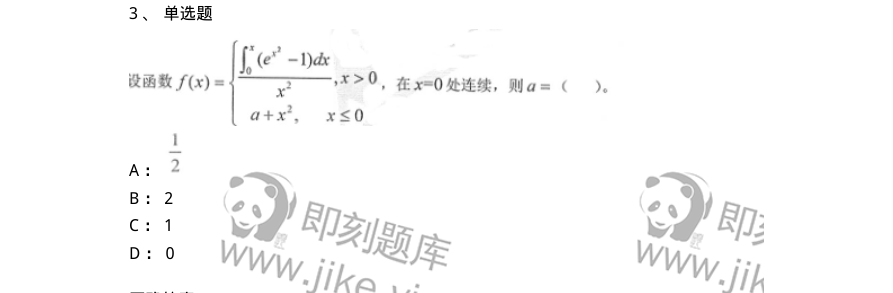 3、 单选题
设函数 f(x) = { ∫₀ˣ (e^{x²} −1)dx / x² , x > 0
a + x², x ≤ 0 , 在 x=0 处连续，则 a =（ ）。
A： 1/2
B： 2
C： 1
D： 0
即刻题库
www.jike
即刻
www.jik